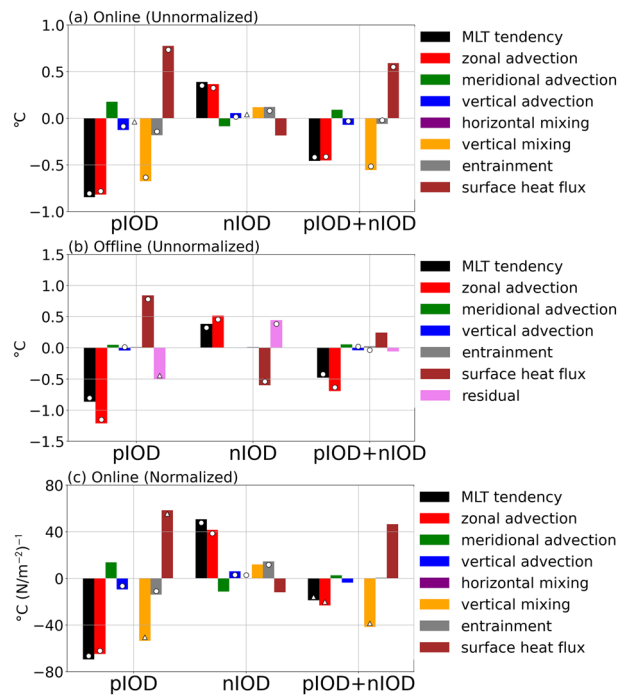 (a) Online (Unnormalized)
1.0
0.5
0.0
−0.5
−1.0
°C
pIOD
nIOD
pIOD+nIOD
MLT tendency
zonal advection
meridional advection
vertical advection
horizontal mixing
vertical mixing
entrainment
surface heat flux
(b) Offline (Unnormalized)
1.5
1.0
0.5
0.0
−0.5
−1.0
−1.5
°C
pIOD
nIOD
pIOD+nIOD
MLT tendency
zonal advection
meridional advection
vertical advection
entrainment
surface heat flux
residual
(c) Online (Normalized)
80
40
0
−40
−80
°C (N/m⁻²)⁻¹
pIOD
nIOD
pIOD+nIOD
MLT tendency
zonal advection
meridional advection
vertical advection
horizontal mixing
vertical mixing
entrainment
surface heat flux